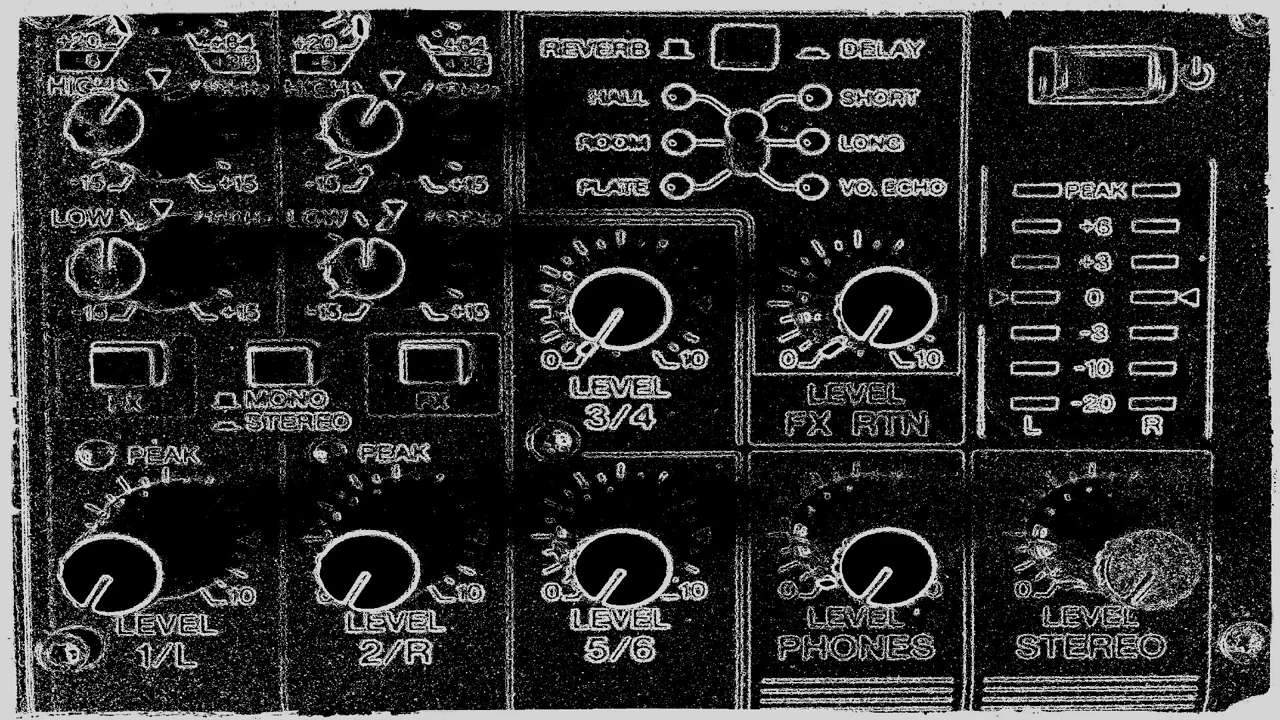 +20 +20
REVERB DELAY
HIGH HIGH
HALL SHORT
ROOM LONG
PLATE VO. ECHO
-15 +15 -15 +15
LOW LOW
15 +15 -15 +15
PEAK
+6
+3
0
-3
-10
-20
L R
0 10
LEVEL
3/4
0 10
LEVEL
FX RTN
FX FX
MONO
STEREO
PEAK PEAK
10
LEVEL
1/L
10
LEVEL
2/R
0 10
LEVEL
5/6
0
LEVEL
PHONES
0
LEVEL
STEREO